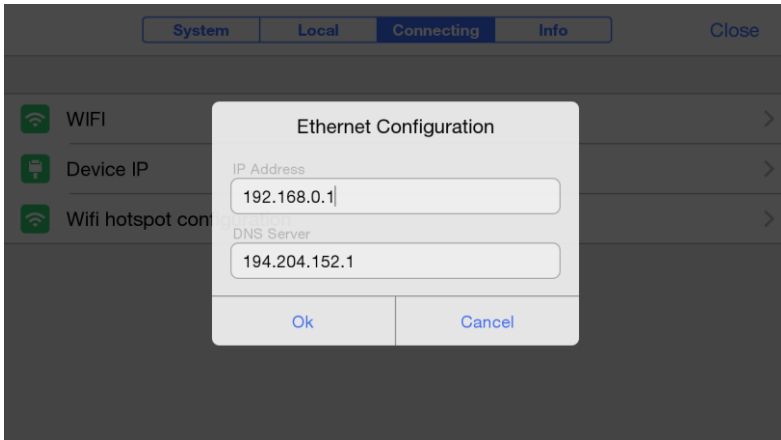 System Local Connecting Info Close
WIFI
Device IP
Wifi hotspot configuration
Ethernet Configuration
IP Address
192.168.0.1
DNS Server
194.204.152.1
Ok Cancel